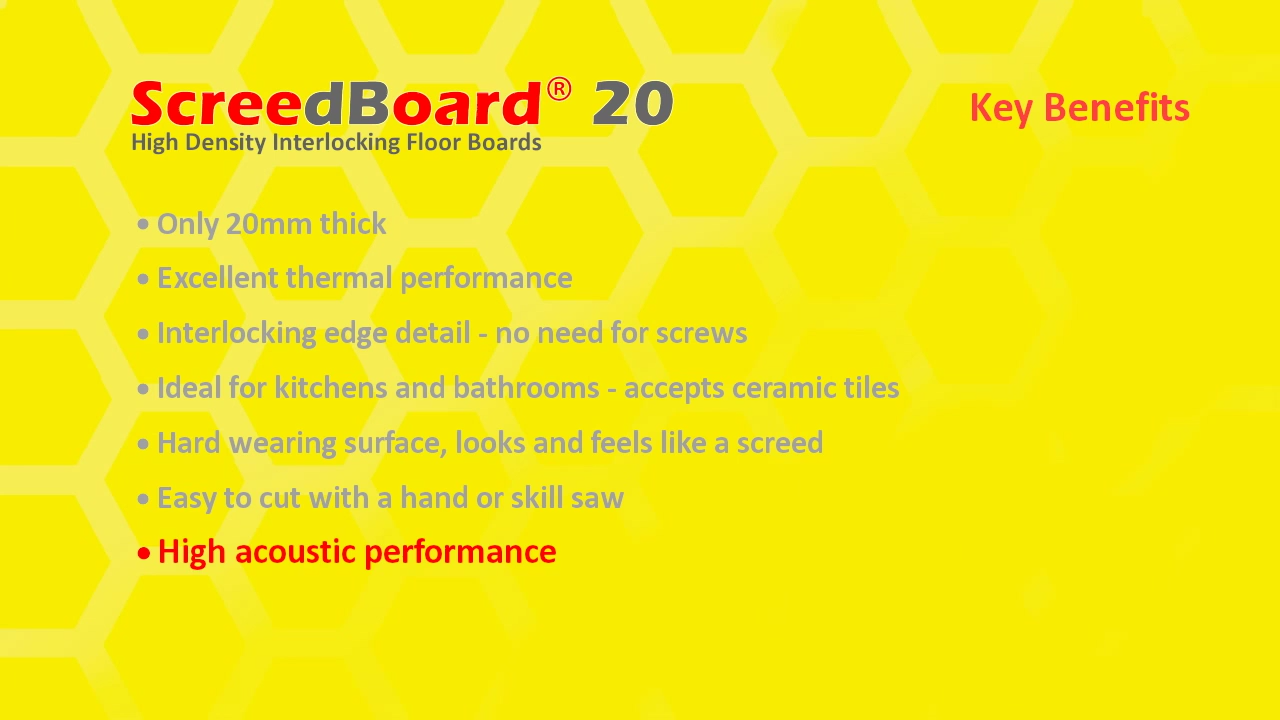 ScreedBoard® 20
High Density Interlocking Floor Boards
Key Benefits
• Only 20mm thick
• Excellent thermal performance
• Interlocking edge detail - no need for screws
• Ideal for kitchens and bathrooms - accepts ceramic tiles
• Hard wearing surface, looks and feels like a screed
• Easy to cut with a hand or skill saw
• High acoustic performance